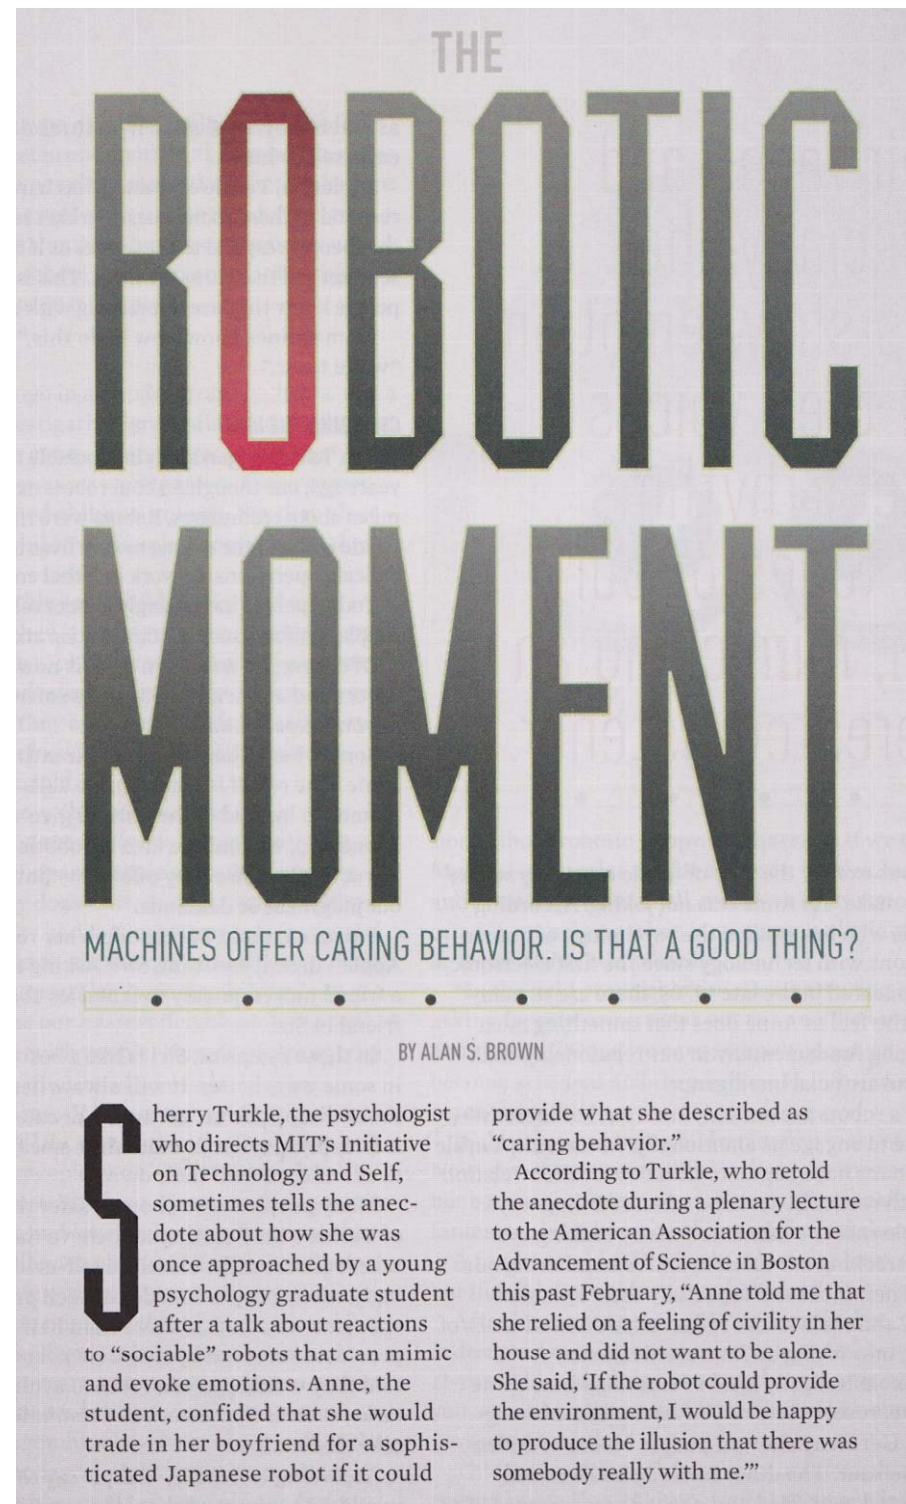 THE
ROBOTIC
MOMENT
MACHINES OFFER CARING BEHAVIOR. IS THAT A GOOD THING?
BY ALAN S. BROWN
Sherry Turkle, the psychologist
who directs MIT’s Initiative
on Technology and Self,
sometimes tells the anec-
dote about how she was
once approached by a young
psychology graduate student
after a talk about reactions
to “sociable” robots that can mimic
and evoke emotions. Anne, the
student, confided that she would
trade in her boyfriend for a sophis-
ticated Japanese robot if it could
provide what she described as
“caring behavior.”
According to Turkle, who retold
the anecdote during a plenary lecture
to the American Association for the
Advancement of Science in Boston
this past February, “Anne told me that
she relied on a feeling of civility in her
house and did not want to be alone.
She said, ‘If the robot could provide
the environment, I would be happy
to produce the illusion that there was
somebody really with me.’”